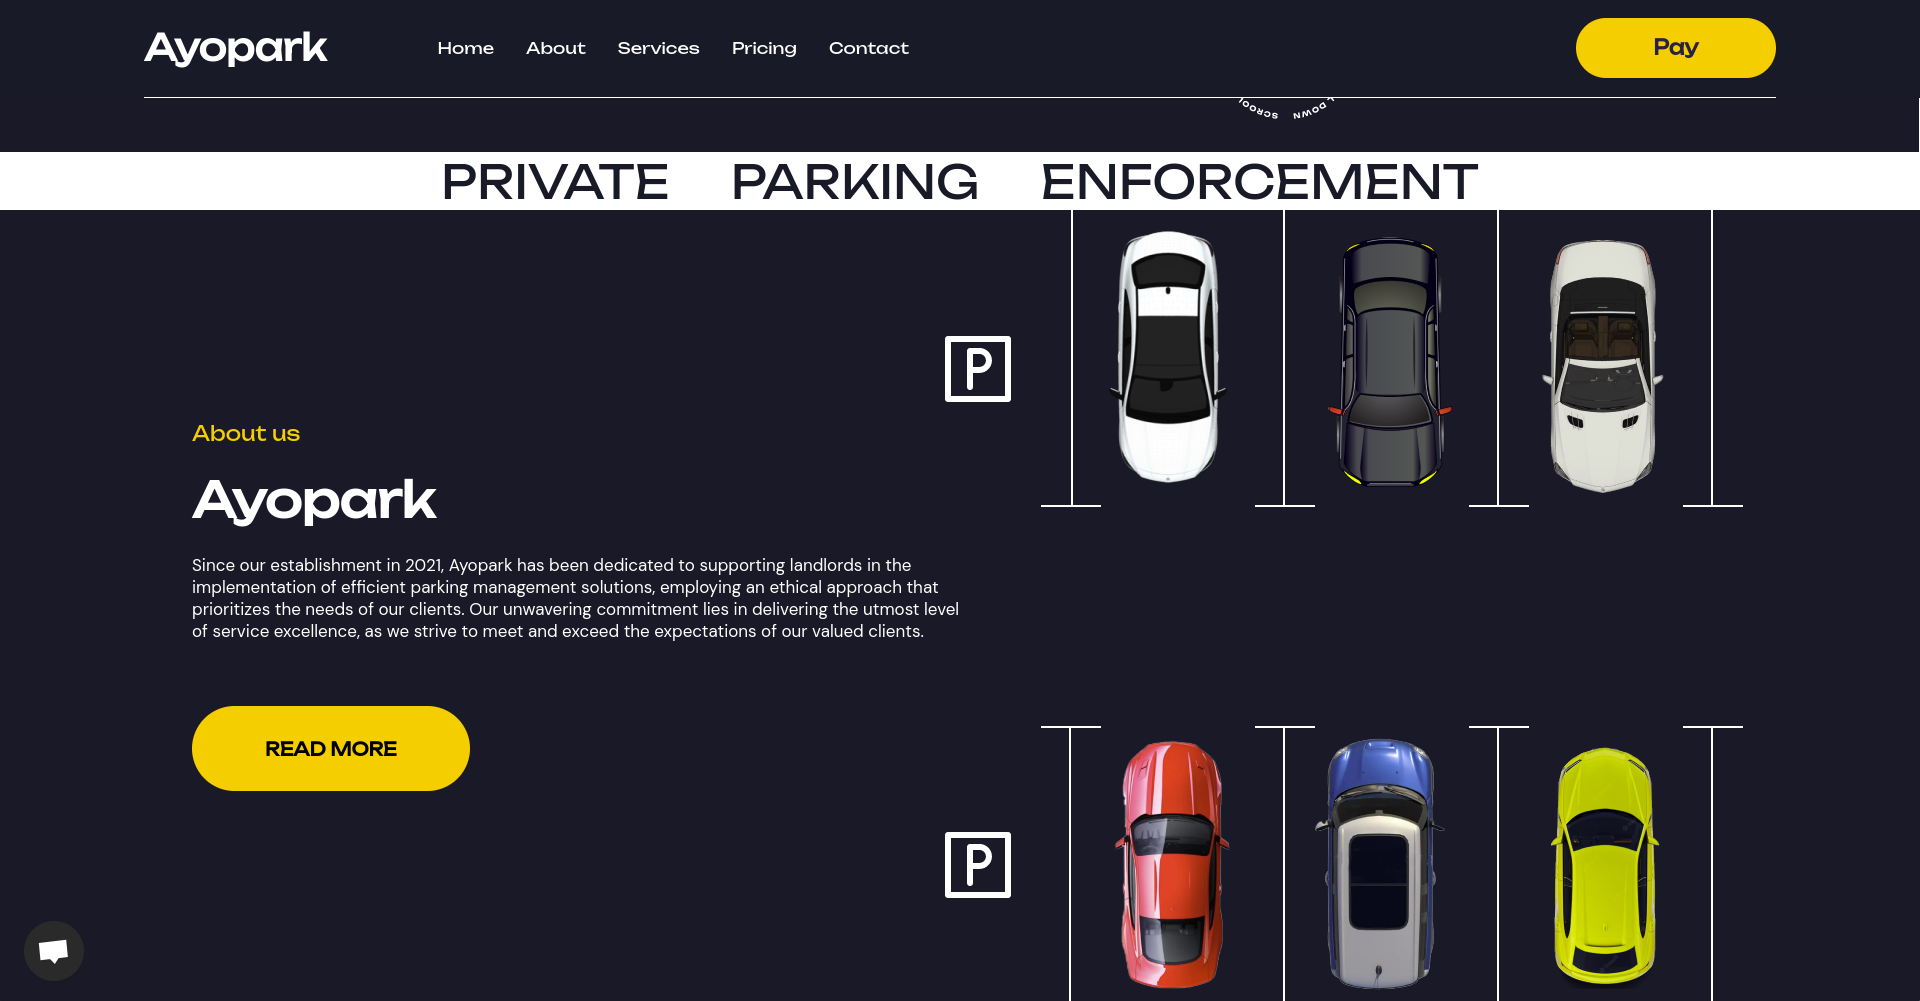 Ayopark
Home About Services Pricing Contact
Pay
SCROOL DOWN
PRIVATE PARKING ENFORCEMENT
P
About us
Ayopark
Since our establishment in 2021, Ayopark has been dedicated to supporting landlords in the
implementation of efficient parking management solutions, employing an ethical approach that
prioritizes the needs of our clients. Our unwavering commitment lies in delivering the utmost level
of service excellence, as we strive to meet and exceed the expectations of our valued clients.
READ MORE
P